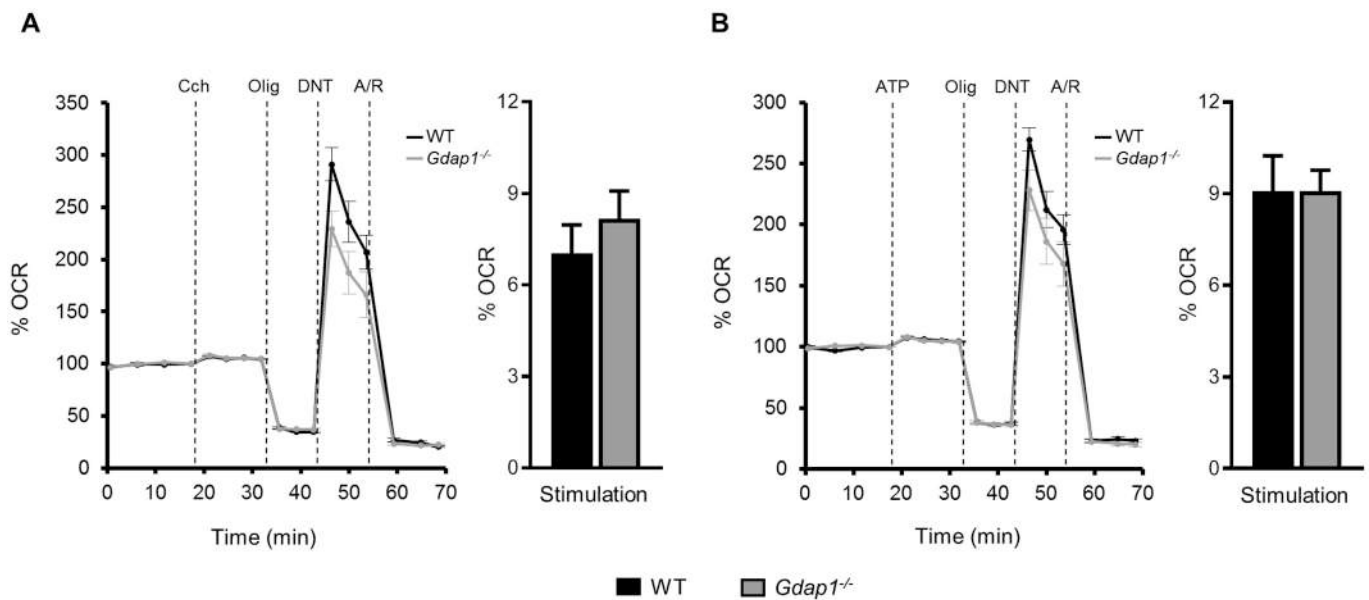 A
B
Cch Olig DNT A/R
350
300
250
200
150
100
50
0
% OCR
WT
Gdap1-/-
0 10 20 30 40 50 60 70
Time (min)
12
9
6
3
0
% OCR
Stimulation
ATP Olig DNT A/R
300
250
200
150
100
50
0
% OCR
WT
Gdap1-/-
0 10 20 30 40 50 60 70
Time (min)
12
9
6
3
0
% OCR
Stimulation
WT Gdap1-/-